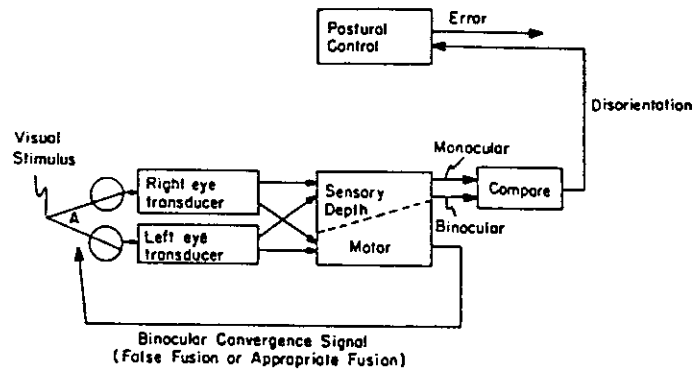 Postural
Control
Error
Disorientation
Visual
Stimulus
A
Right eye
transducer
Left eye
transducer
Sensory
Depth
Motor
Monocular
Binocular
Compare
Binocular Convergence Signal
(False Fusion or Appropriate Fusion)